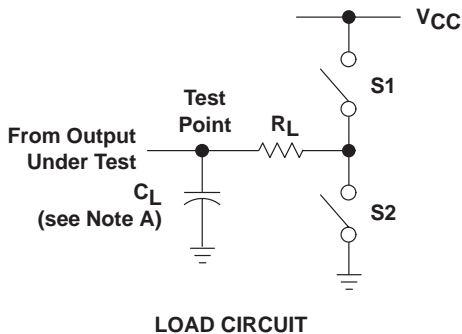 VCC
S1
Test
Point
RL
From Output
Under Test
CL
(see Note A)
S2
LOAD CIRCUIT